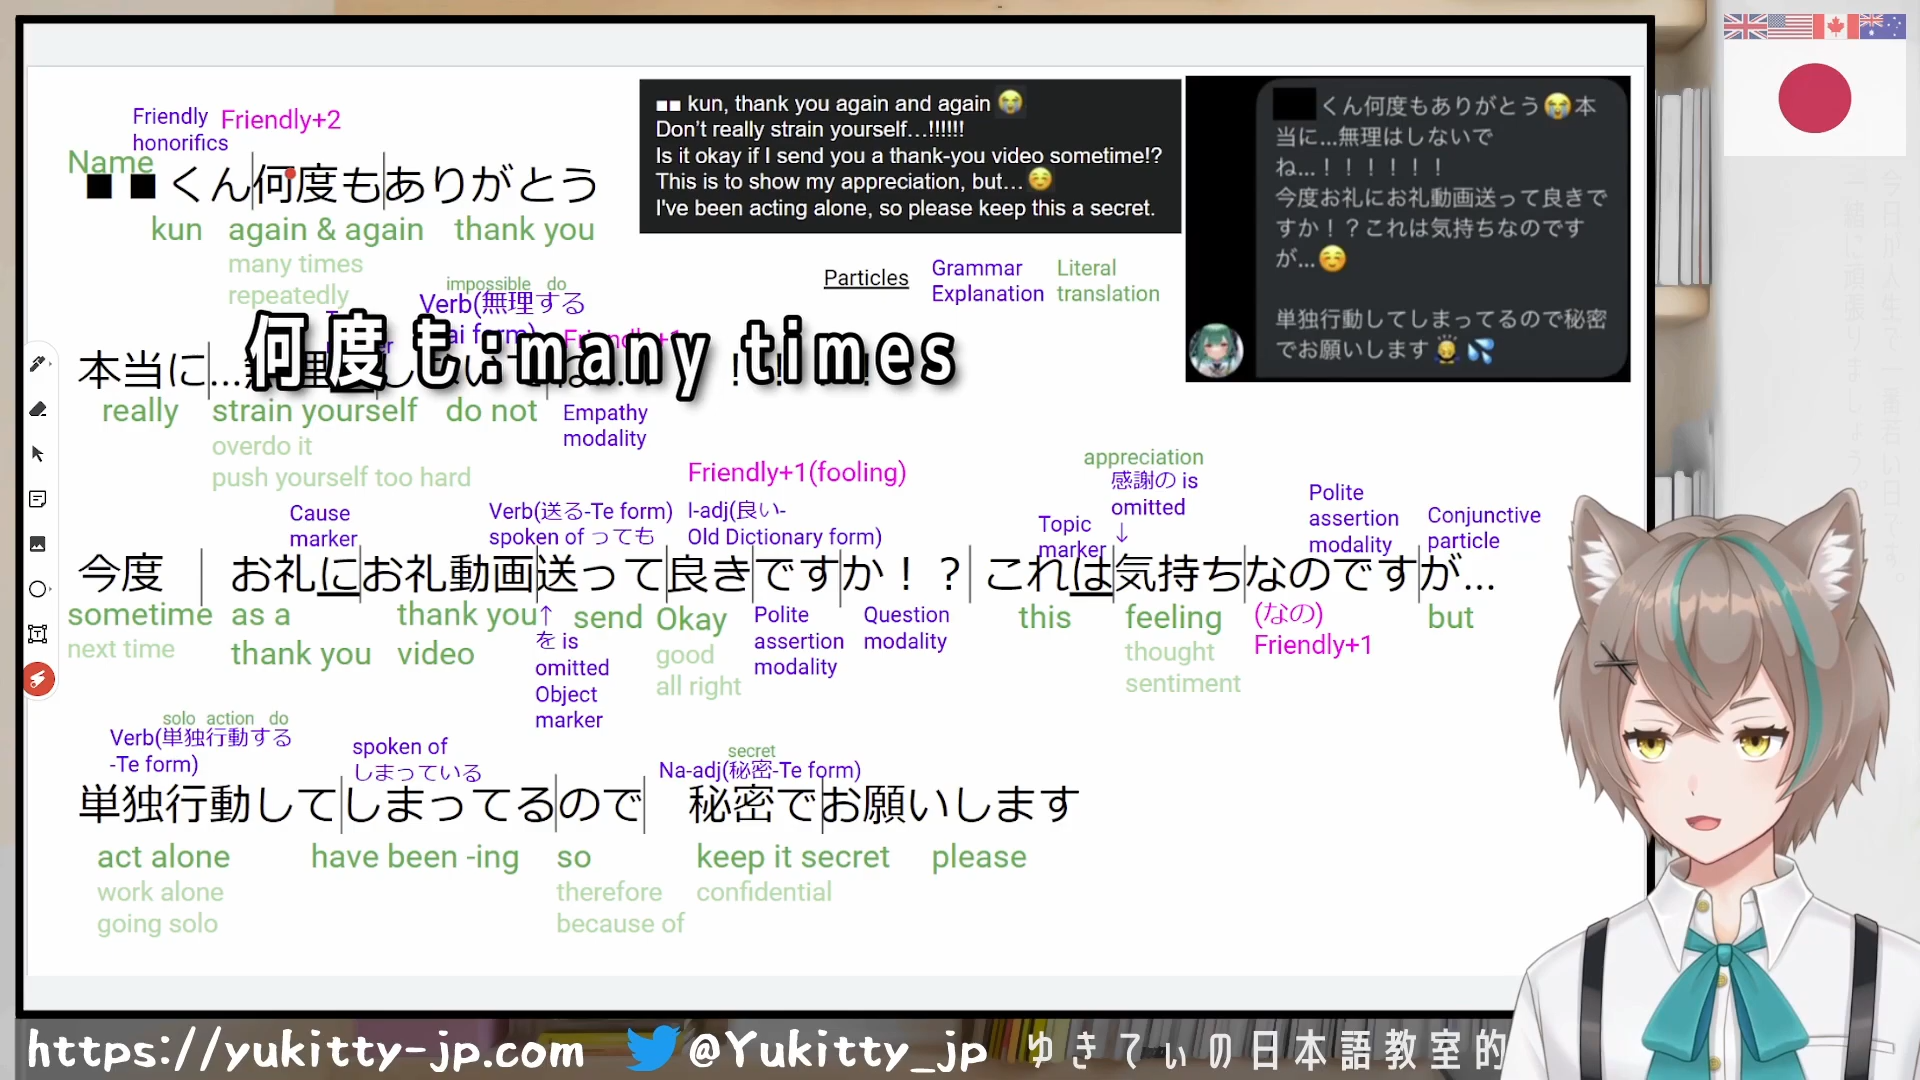 Friendly
honorifics
Friendly+2
Name
■■くん何度もありがとう
kun again & again thank you
many times
repeatedly
■■ kun, thank you again and again 😭
Don't really strain yourself…!!!!!!
Is it okay if I send you a thank-you video sometime!?
This is to show my appreciation, but…☺️
I've been acting alone, so please keep this a secret.
くん何度もありがとう😭本
当に...無理はしないで
ね...！！！！！！
今度お礼にお礼動画送って良きで
すか！？これは気持ちなのです
が...☺️
単独行動してしまってるので秘密
でお願いします🙇💦
Particles
Grammar
Explanation
Literal
translation
impossible do
Verb(無理する
何度も:many times
本当に
really strain yourself do not
overdo it
push yourself too hard
Empathy
modality
Friendly+1(fooling)
Cause
marker
Verb(送る-Te form)
spoken of っても
I-adj(良い-
Old Dictionary form)
appreciation
感謝の is
omitted
↓
Topic
marker
Polite
assertion
modality
Conjunctive
particle
今度 お礼にお礼動画送って良きですか！？これは気持ちなのですが...
sometime
next time
as a
thank you
thank you
video
↑
を is
omitted
Object
marker
send
Okay
good
all right
Polite
assertion
modality
Question
modality
this
feeling
thought
sentiment
(なの)
Friendly+1
but
solo action do
Verb(単独行動する
-Te form)
spoken of
しまっている
secret
Na-adj(秘密-Te form)
単独行動してしまってるので 秘密でお願いします
act alone have been -ing so keep it secret please
work alone
going solo
therefore
because of
confidential
https://yukitty-jp.com @Yukitty_jp ゆきてぃの日本語教室的